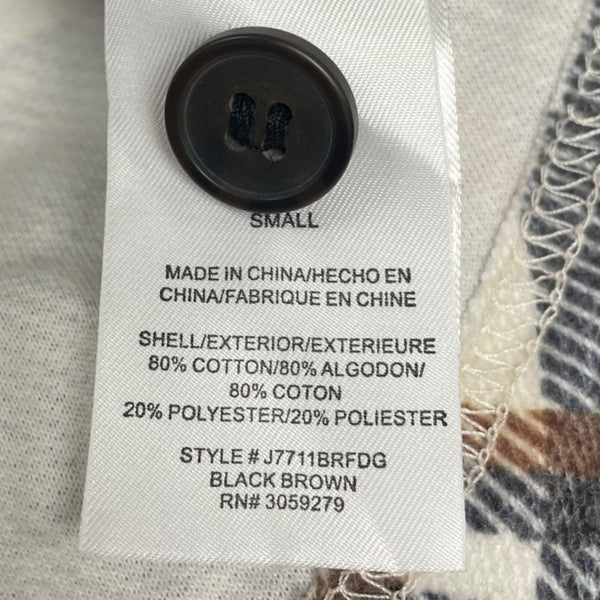 SMALL
MADE IN CHINA/HECHO EN
CHINA/FABRIQUE EN CHINE
SHELL/EXTERIOR/EXTERIEURE
80% COTTON/80% ALGODON/
80% COTON
20% POLYESTER/20% POLIESTER
STYLE # J7711BRFDG
BLACK BROWN
RN# 3059279